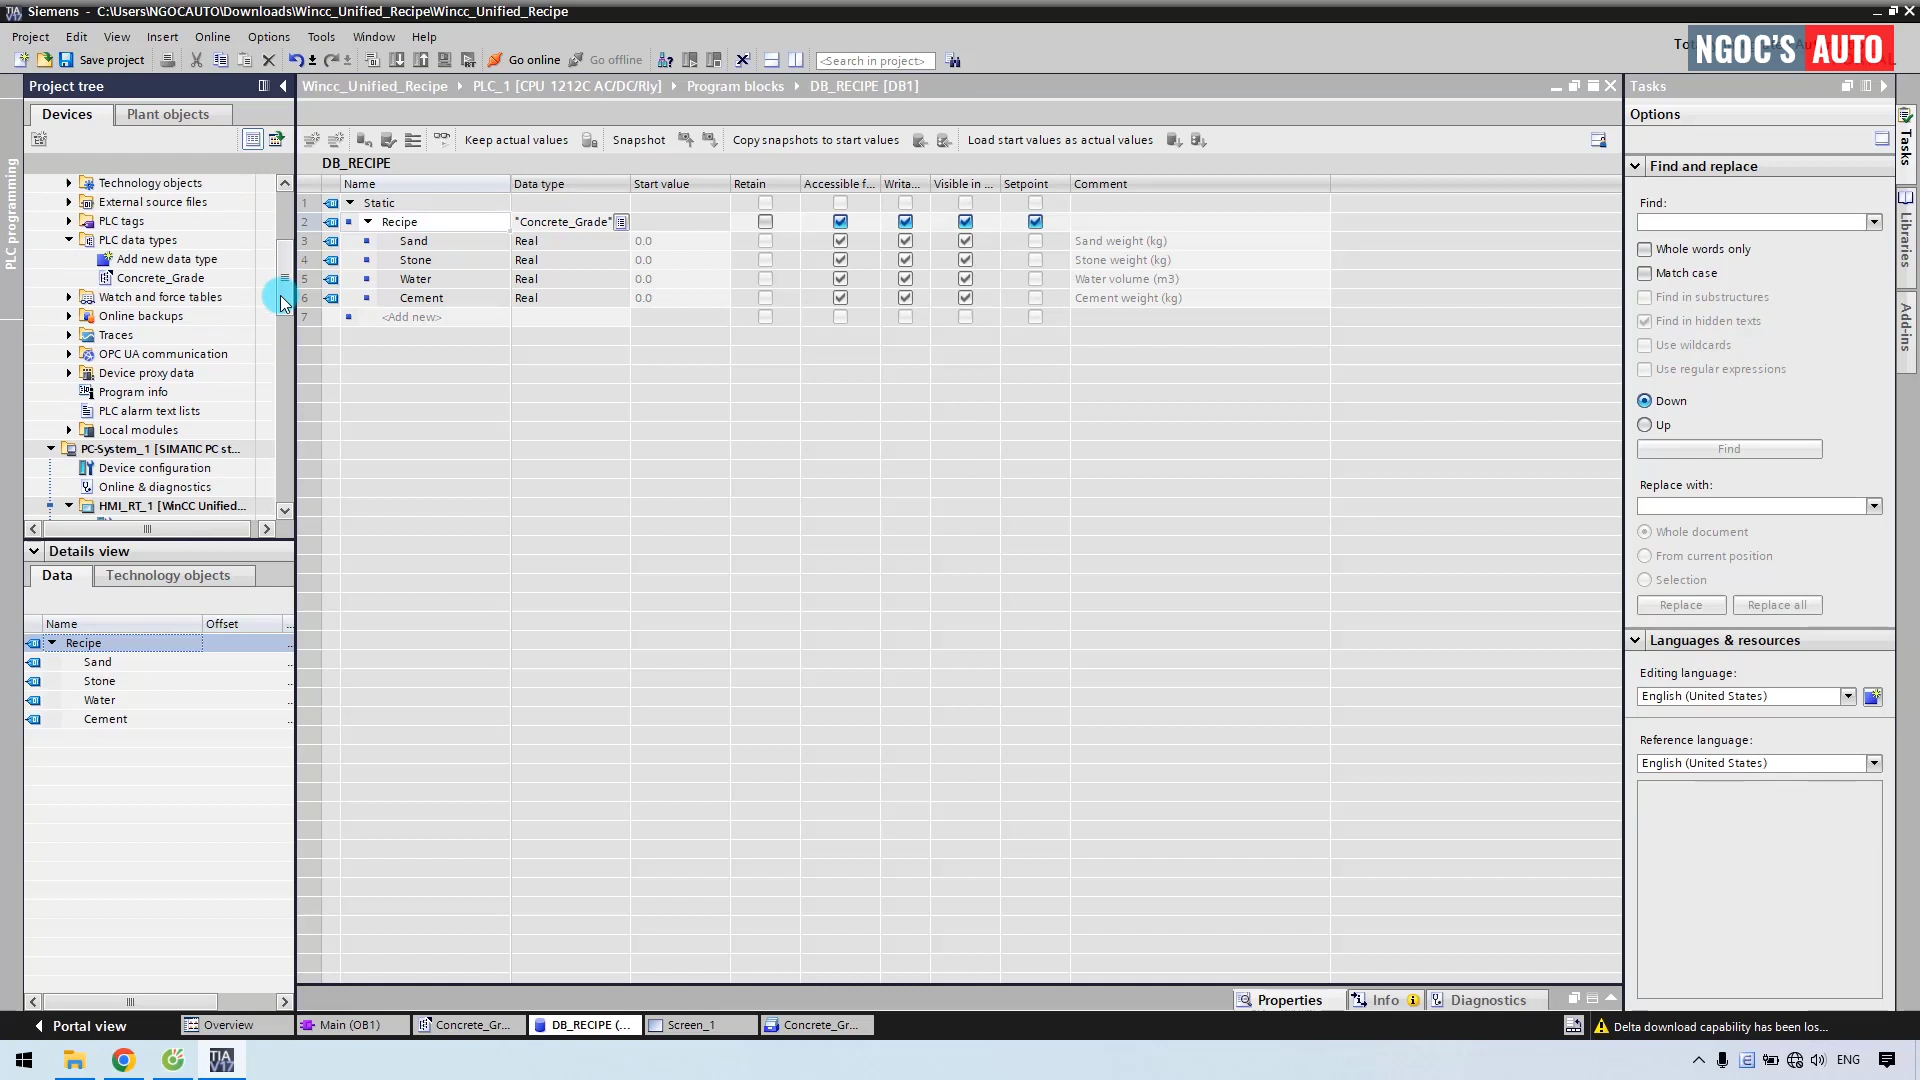 Siemens - C:\Users\NGOCAUTO\Downloads\Wincc_Unified_Recipe\Wincc_Unified_Recipe
Project Edit View Insert Online Options Tools Window Help
NGOC'S AUTO
Save project
Go online
Go offline
<Search in project>
Project tree
Wincc_Unified_Recipe
PLC_1 [CPU 1212C AC/DC/Rly]
Program blocks
DB_RECIPE [DB1]
Tasks
Devices
Plant objects
Options
Keep actual values
Snapshot
Copy snapshots to start values
Load start values as actual values
DB_RECIPE
Name Data type Start value Retain Accessible f... Writa... Visible in ... Setpoint Comment
1 Static
2 Recipe "Concrete_Grade"
3 Sand Real 0.0 Sand weight (kg)
4 Stone Real 0.0 Stone weight (kg)
5 Water Real 0.0 Water volume (m3)
6 Cement Real 0.0 Cement weight (kg)
7 <Add new>
PLC programming
Technology objects
External source files
PLC tags
PLC data types
Add new data type
Concrete_Grade
Watch and force tables
Online backups
Traces
OPC UA communication
Device proxy data
Program info
PLC alarm text lists
Local modules
PC-System_1 [SIMATIC PC st...
Device configuration
Online & diagnostics
HMI_RT_1 [WinCC Unified...
Details view
Data
Technology objects
Name Offset ...
Recipe ..
Sand ..
Stone ..
Water ..
Cement ..
Find and replace
Find:
Whole words only
Match case
Find in substructures
Find in hidden texts
Use wildcards
Use regular expressions
Down
Up
Find
Replace with:
Whole document
From current position
Selection
Replace
Replace all
Languages & resources
Editing language:
English (United States)
Reference language:
English (United States)
Tasks
Libraries
Add-ins
Properties
Info
Diagnostics
Portal view
Overview
Main (OB1)
Concrete_Gr...
DB_RECIPE (...
Screen_1
Concrete_Gr...
Delta download capability has been los...
TIA
V17
ENG